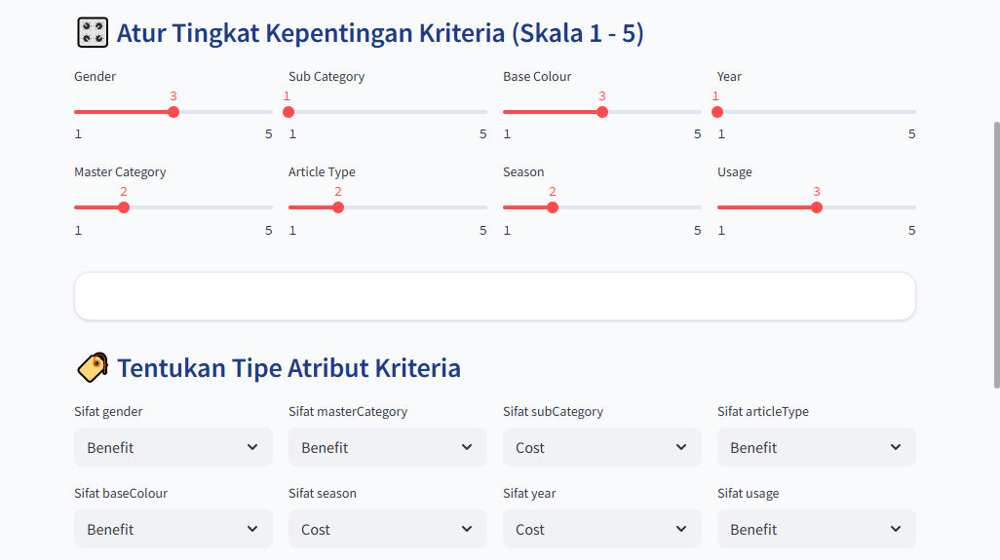 Atur Tingkat Kepentingan Kriteria (Skala 1 - 5)
Gender Sub Category Base Colour Year
3 1 3 1
1 5 1 5 1 5 1 5
Master Category Article Type Season Usage
2 2 2 3
1 5 1 5 1 5 1 5
Tentukan Tipe Atribut Kriteria
Sifat gender Sifat masterCategory Sifat subCategory Sifat articleType
Benefit Benefit Cost Benefit
Sifat baseColour Sifat season Sifat year Sifat usage
Benefit Cost Cost Benefit